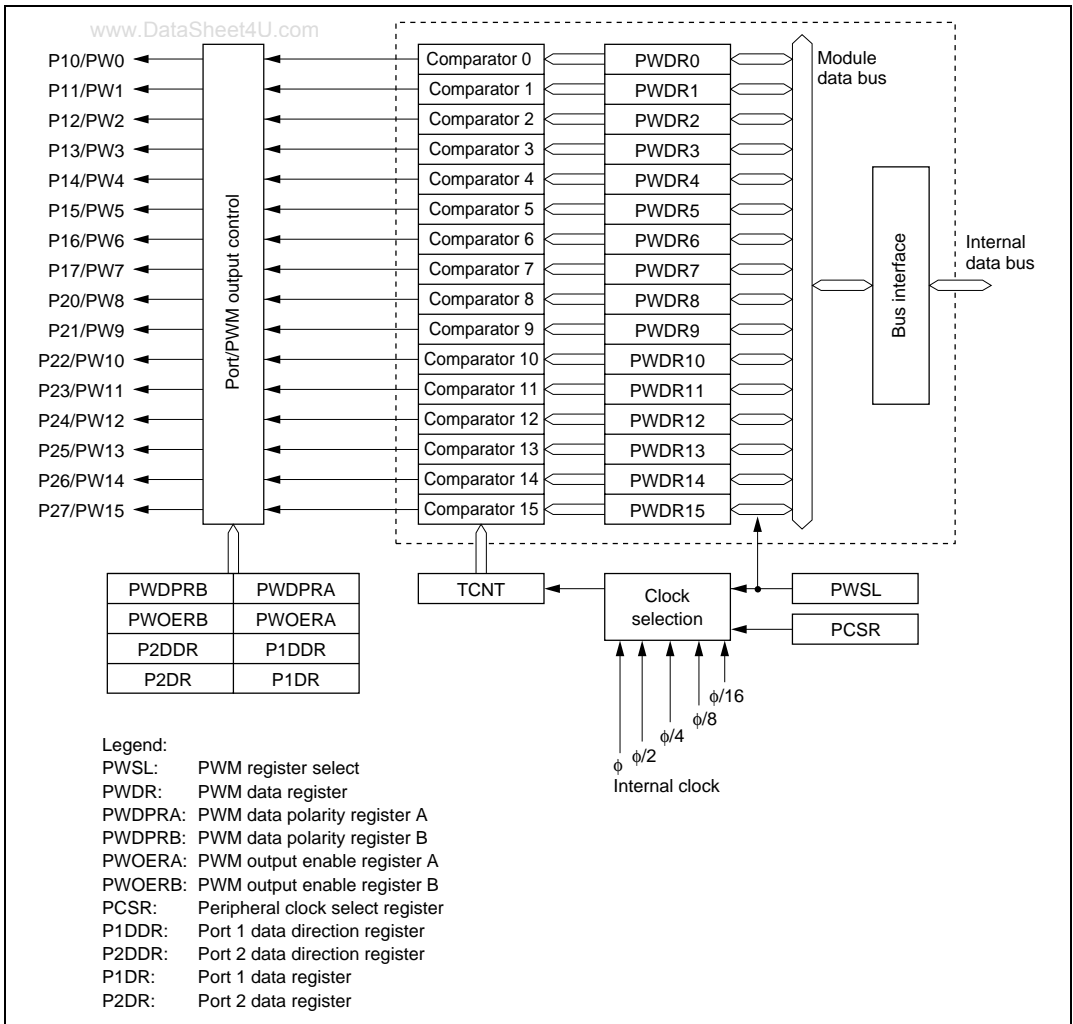 www.DataSheet4U.com
P10/PW0
P11/PW1
P12/PW2
P13/PW3
P14/PW4
P15/PW5
P16/PW6
P17/PW7
P20/PW8
P21/PW9
P22/PW10
P23/PW11
P24/PW12
P25/PW13
P26/PW14
P27/PW15
Port/PWM output control
Comparator 0
Comparator 1
Comparator 2
Comparator 3
Comparator 4
Comparator 5
Comparator 6
Comparator 7
Comparator 8
Comparator 9
Comparator 10
Comparator 11
Comparator 12
Comparator 13
Comparator 14
Comparator 15
PWDR0
PWDR1
PWDR2
PWDR3
PWDR4
PWDR5
PWDR6
PWDR7
PWDR8
PWDR9
PWDR10
PWDR11
PWDR12
PWDR13
PWDR14
PWDR15
Module
data bus
Bus interface
Internal
data bus
PWDPRB PWDPRA
PWOERB PWOERA
P2DDR P1DDR
P2DR P1DR
TCNT
Clock
selection
PWSL
PCSR
ϕ/16
ϕ/8
ϕ/4
ϕ/2
ϕ
Internal clock
Legend:
PWSL: PWM register select
PWDR: PWM data register
PWDPRA: PWM data polarity register A
PWDPRB: PWM data polarity register B
PWOERA: PWM output enable register A
PWOERB: PWM output enable register B
PCSR: Peripheral clock select register
P1DDR: Port 1 data direction register
P2DDR: Port 2 data direction register
P1DR: Port 1 data register
P2DR: Port 2 data register